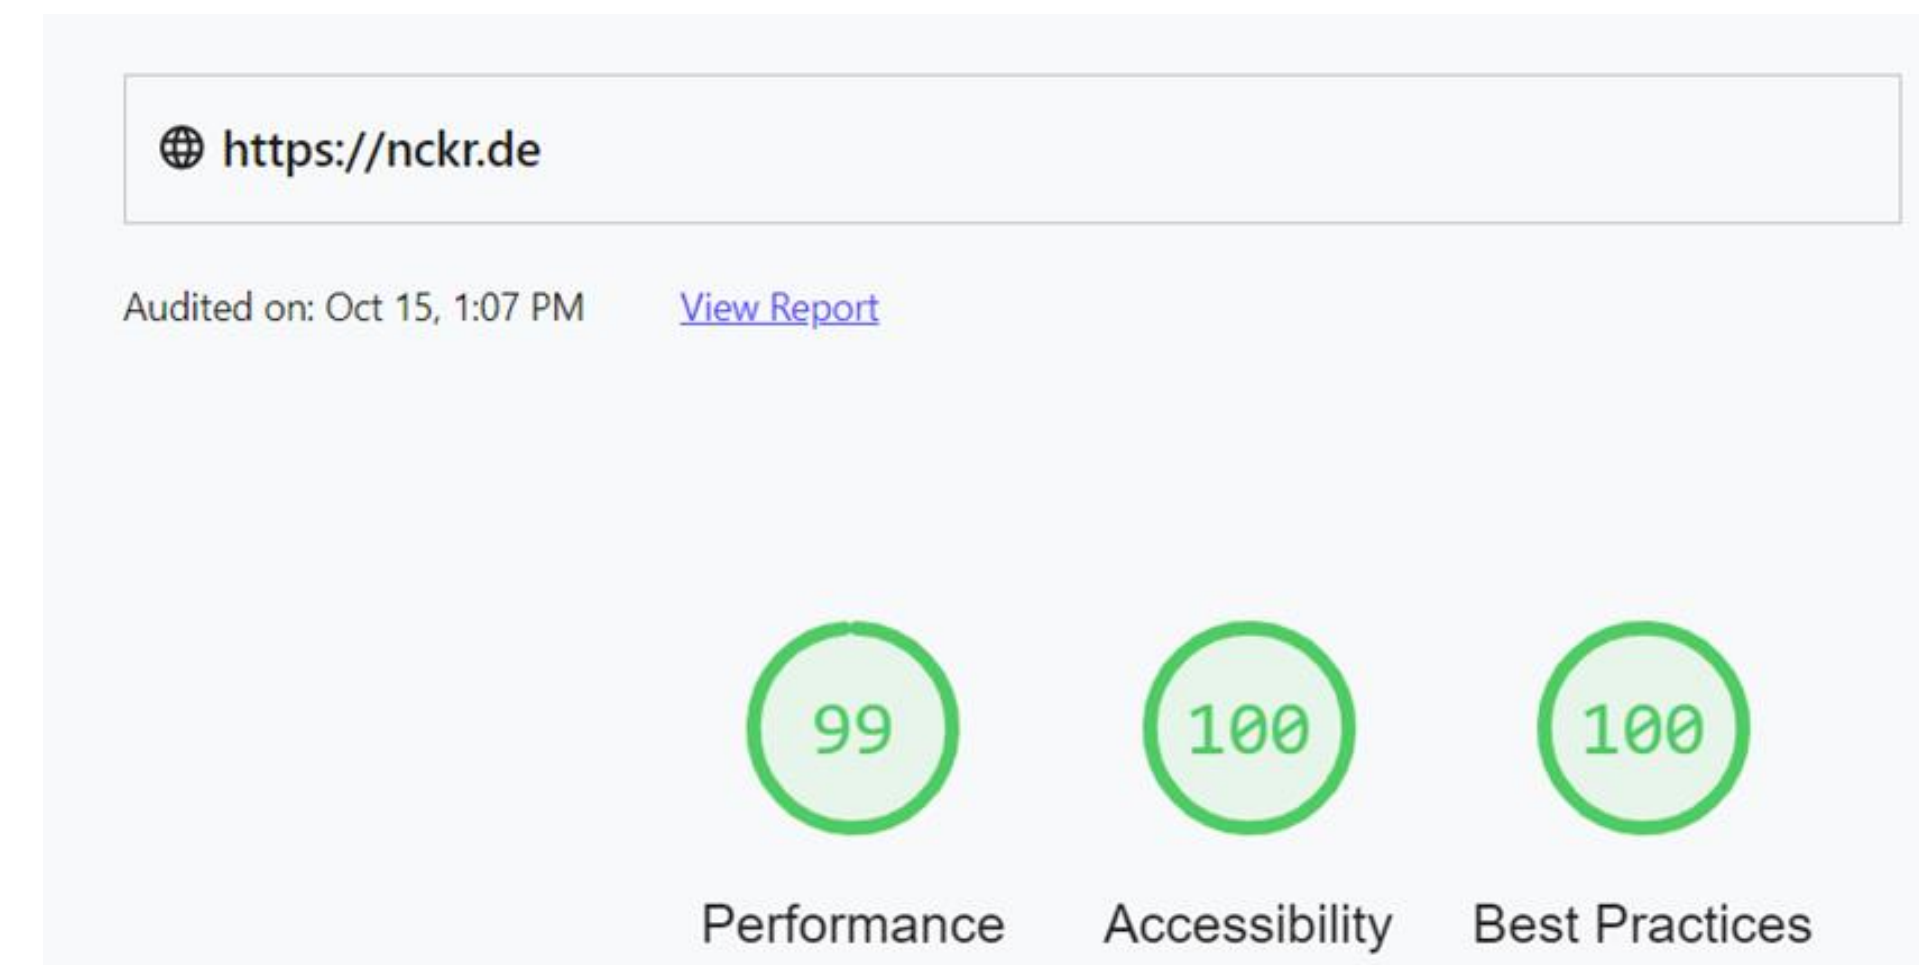 https://nckr.de
Audited on: Oct 15, 1:07 PM View Report
99 100 100
Performance Accessibility Best Practices